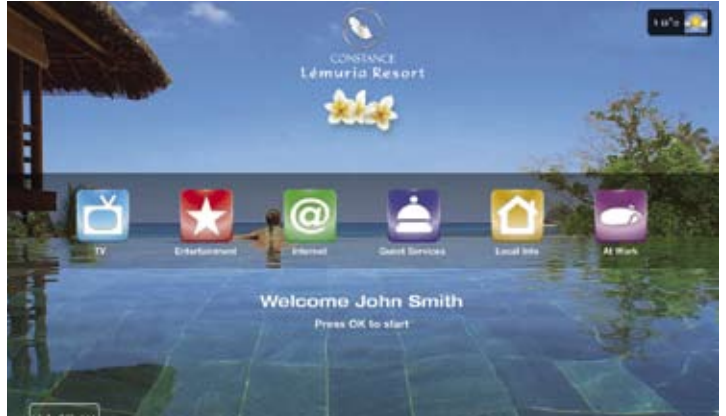 CONSTANCE
Lémuria Resort
TV
Entertainment
@
Internet
Guest Services
Local Info
At Work
Welcome John Smith
Press OK to start